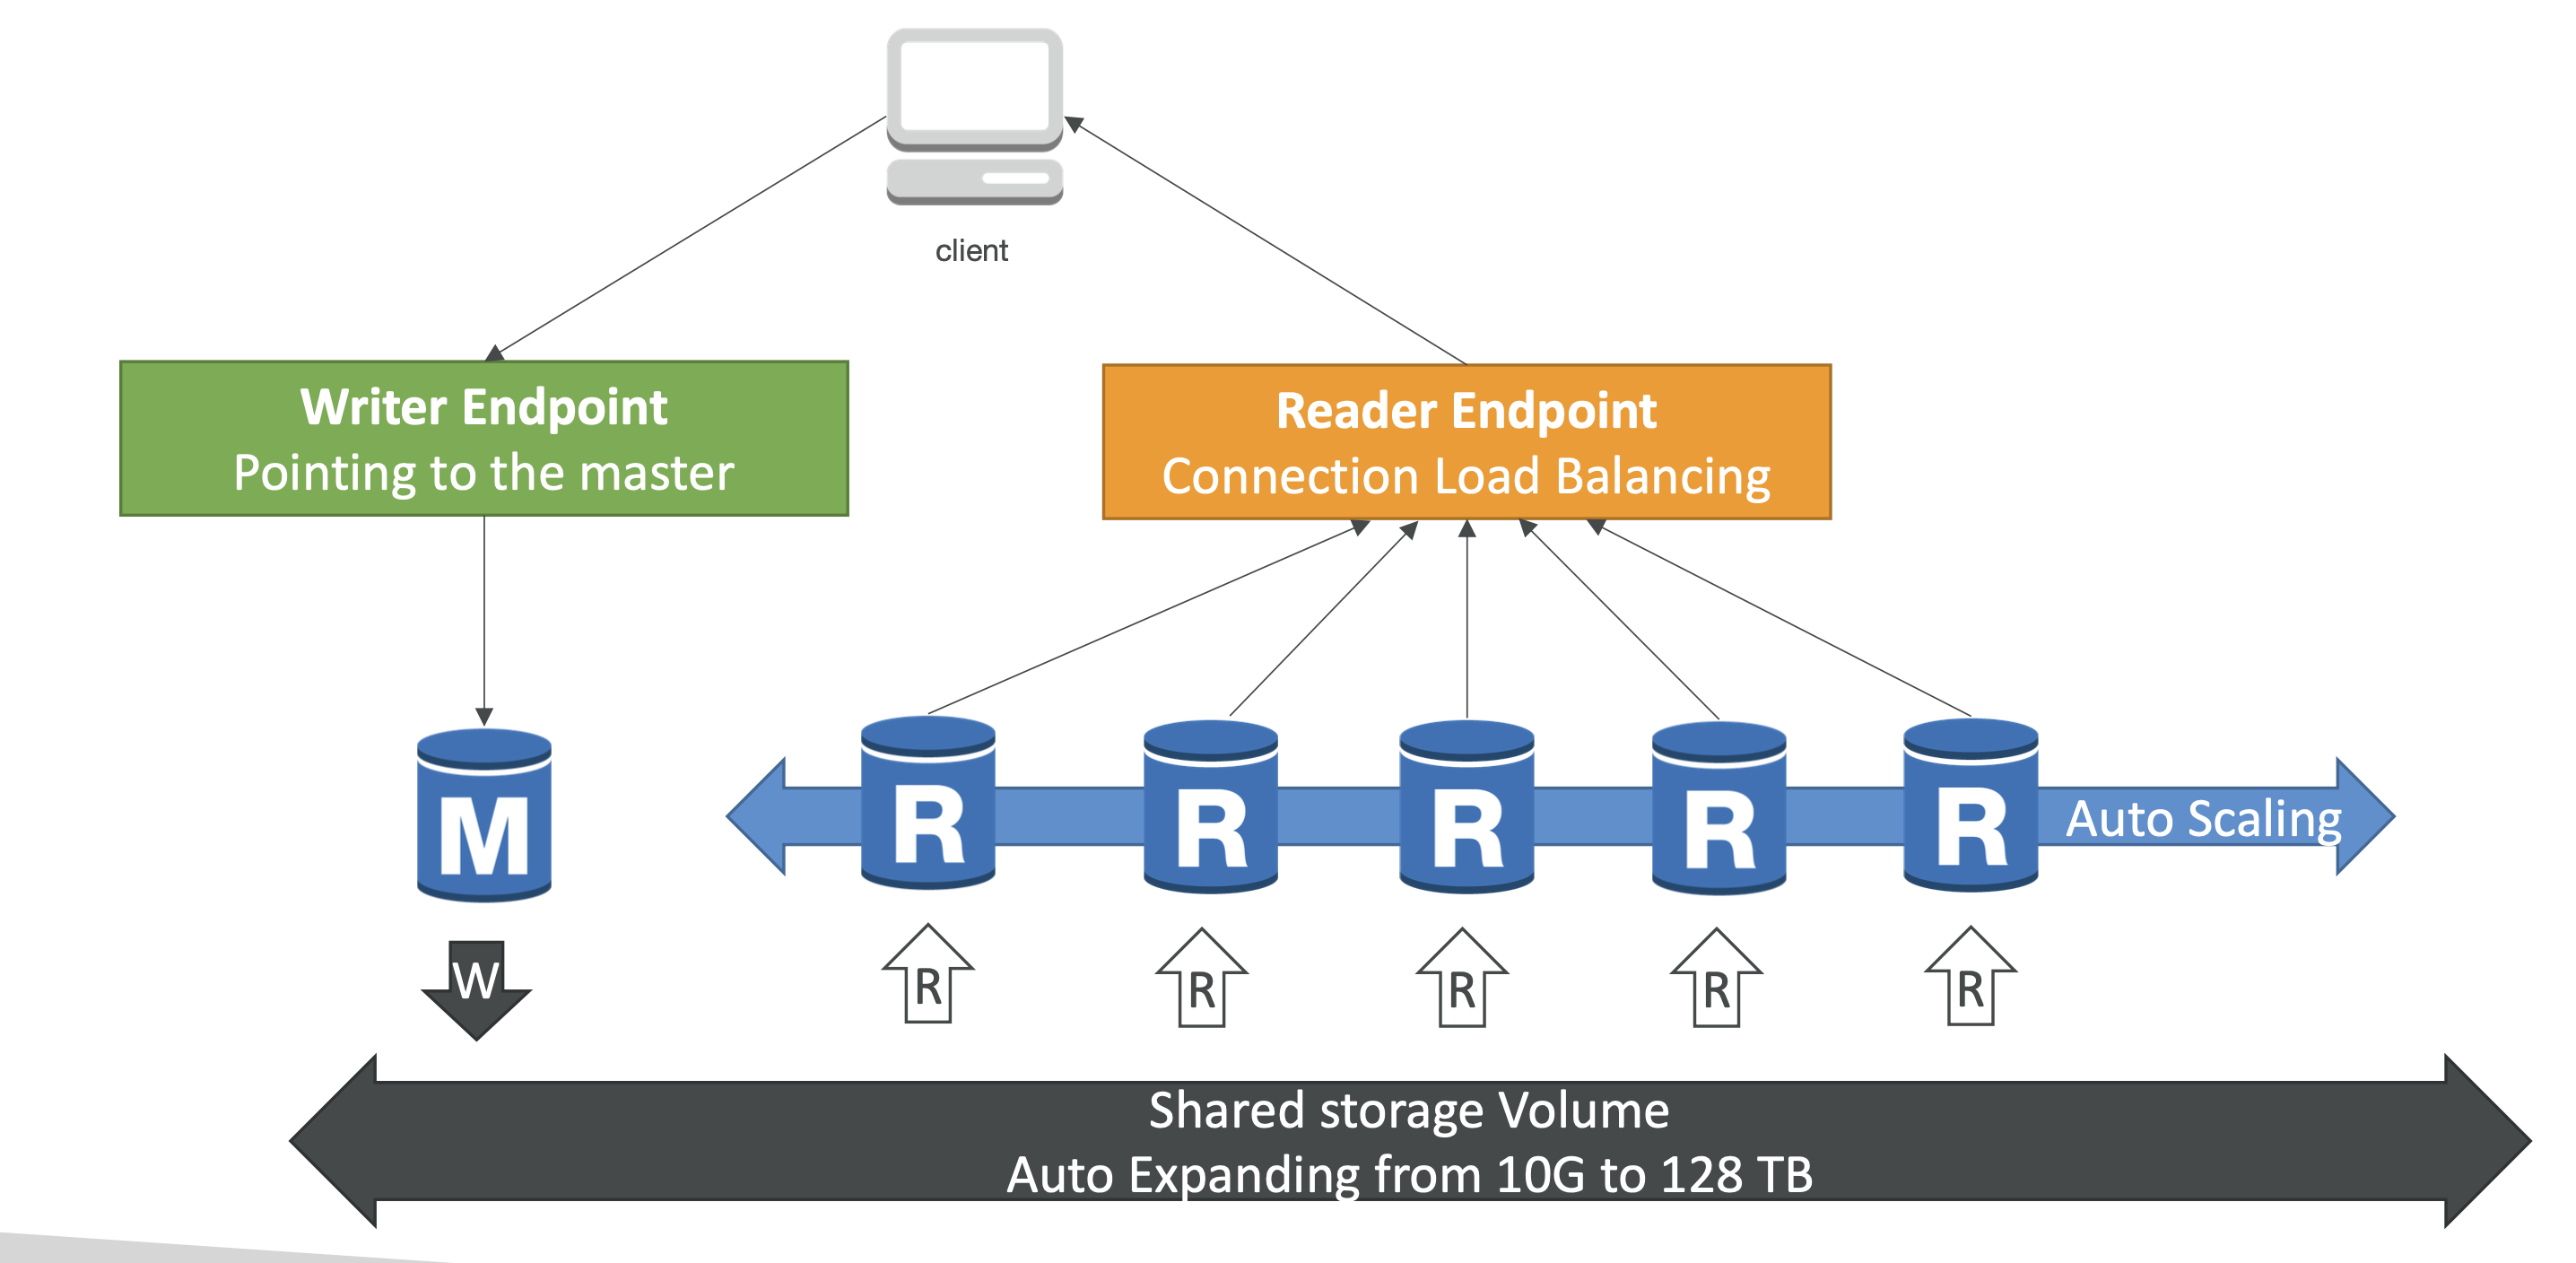 client
Writer Endpoint
Pointing to the master
Reader Endpoint
Connection Load Balancing
M
R
R
R
R
R
Auto Scaling
W
R
R
R
R
R
Shared storage Volume
Auto Expanding from 10G to 128 TB